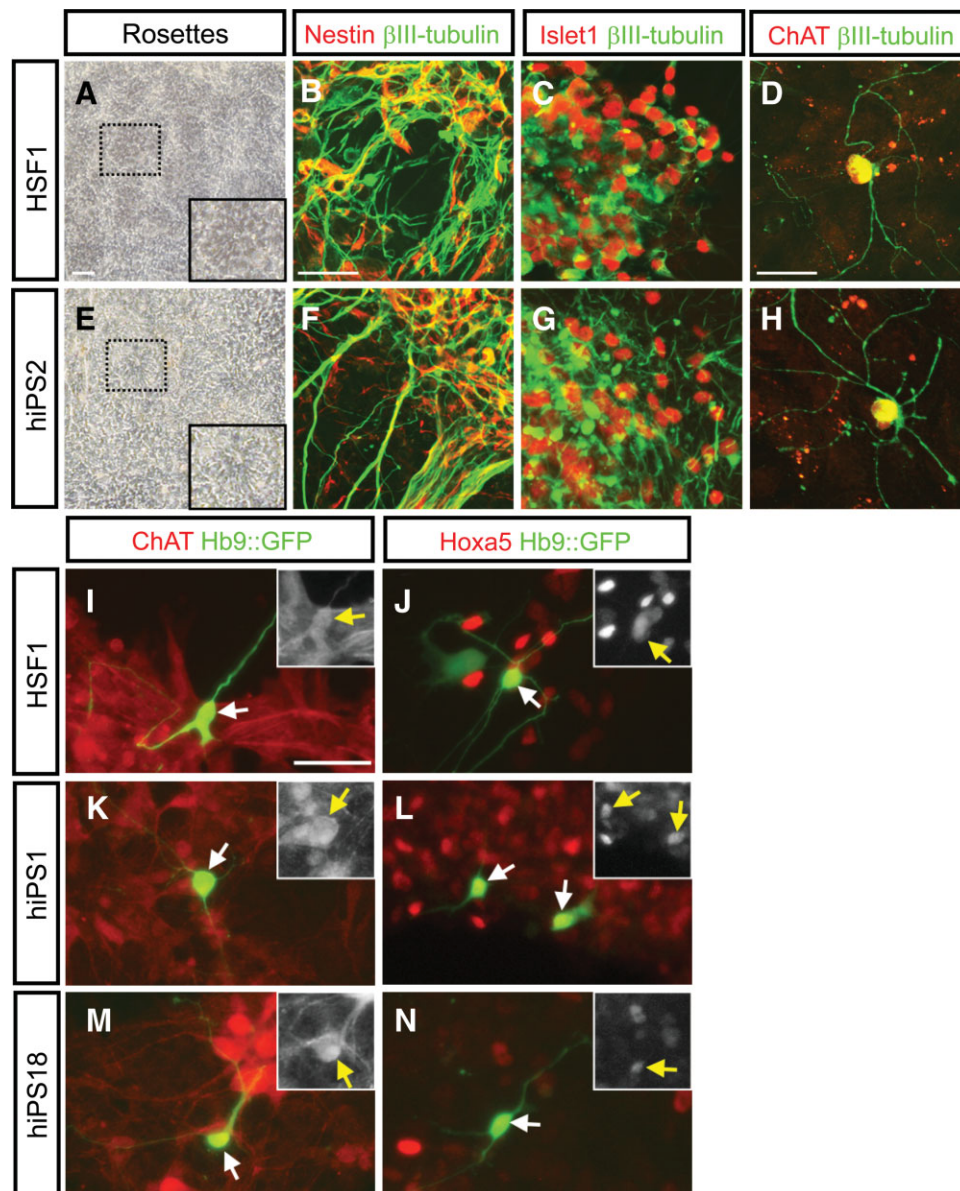 Rosettes
Nestin βIII-tubulin
Islet1 βIII-tubulin
ChAT βIII-tubulin
HSF1
A
B
C
D
hiPS2
E
F
G
H
ChAT Hb9::GFP
Hoxa5 Hb9::GFP
HSF1
I
J
hiPS1
K
L
hiPS18
M
N